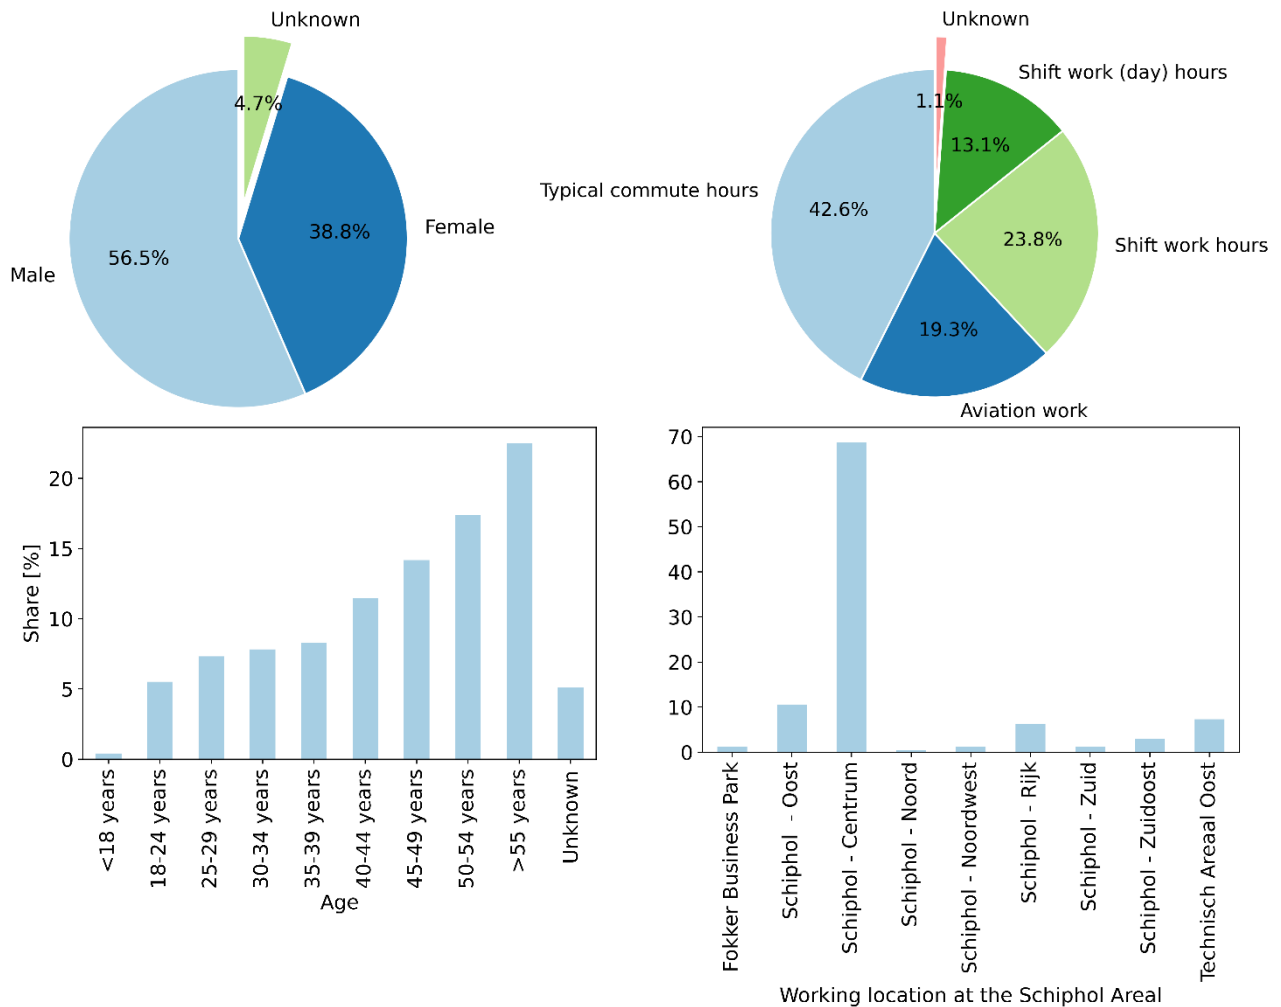 Unknown
4.7%
Female
38.8%
Male
56.5%
Unknown
1.1%
Shift work (day) hours
13.1%
Typical commute hours
42.6%
Shift work hours
23.8%
19.3%
Aviation work
Share [%]
20
15
10
5
0
<18 years
18-24 years
25-29 years
30-34 years
35-39 years
40-44 years
45-49 years
50-54 years
>55 years
Unknown
Age
70
60
50
40
30
20
10
0
Fokker Business Park
Schiphol - Oost
Schiphol - Centrum
Schiphol - Noord
Schiphol - Noordwest
Schiphol - Rijk
Schiphol - Zuid
Schiphol - Zuidoost
Technisch Areaal Oost
Working location at the Schiphol Areal